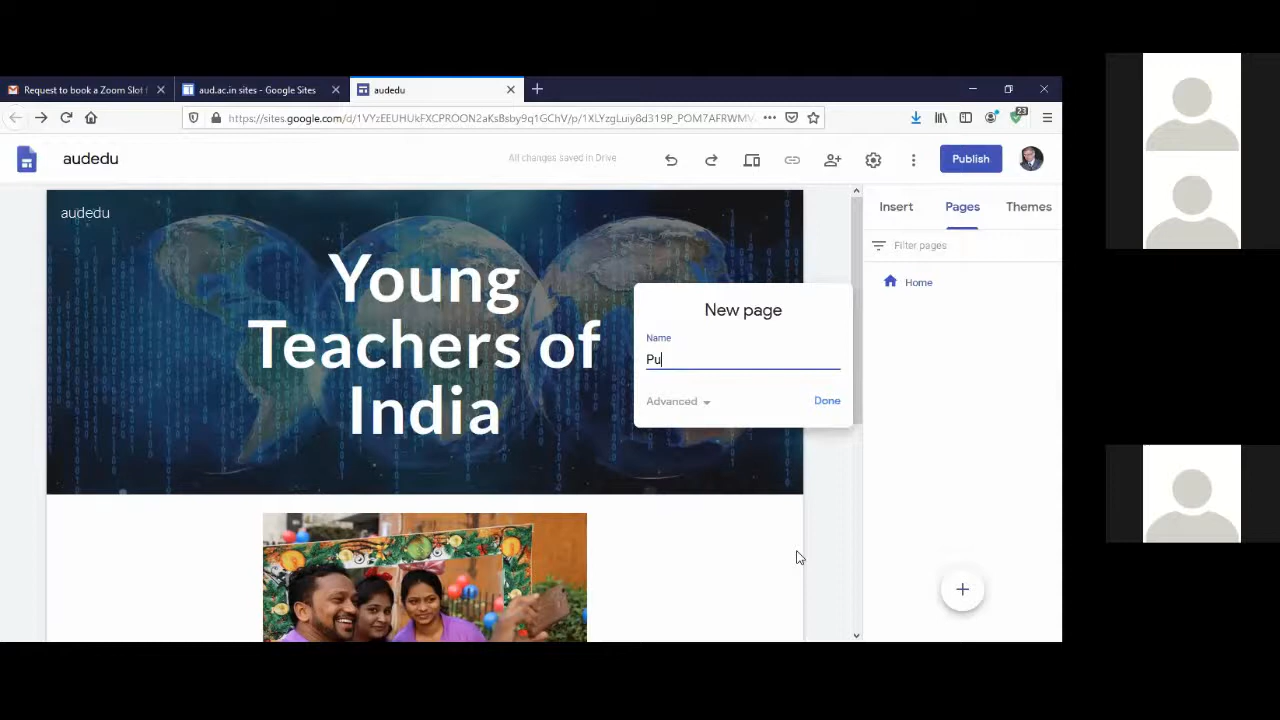 Request to book a Zoom Slot f
aud.ac.in sites - Google Sites
audedu
https://sites.google.com/d/1VYzEEUHUkFXCPROON2aKsBsby9q1GChV/p/1XLYzgLuiy8d319P_POM7AFRWMV
23
audedu
All changes saved in Drive
Publish
audedu
Young
Teachers of
India
Insert
Pages
Themes
Filter pages
Home
New page
Name
Pu
Advanced
Done